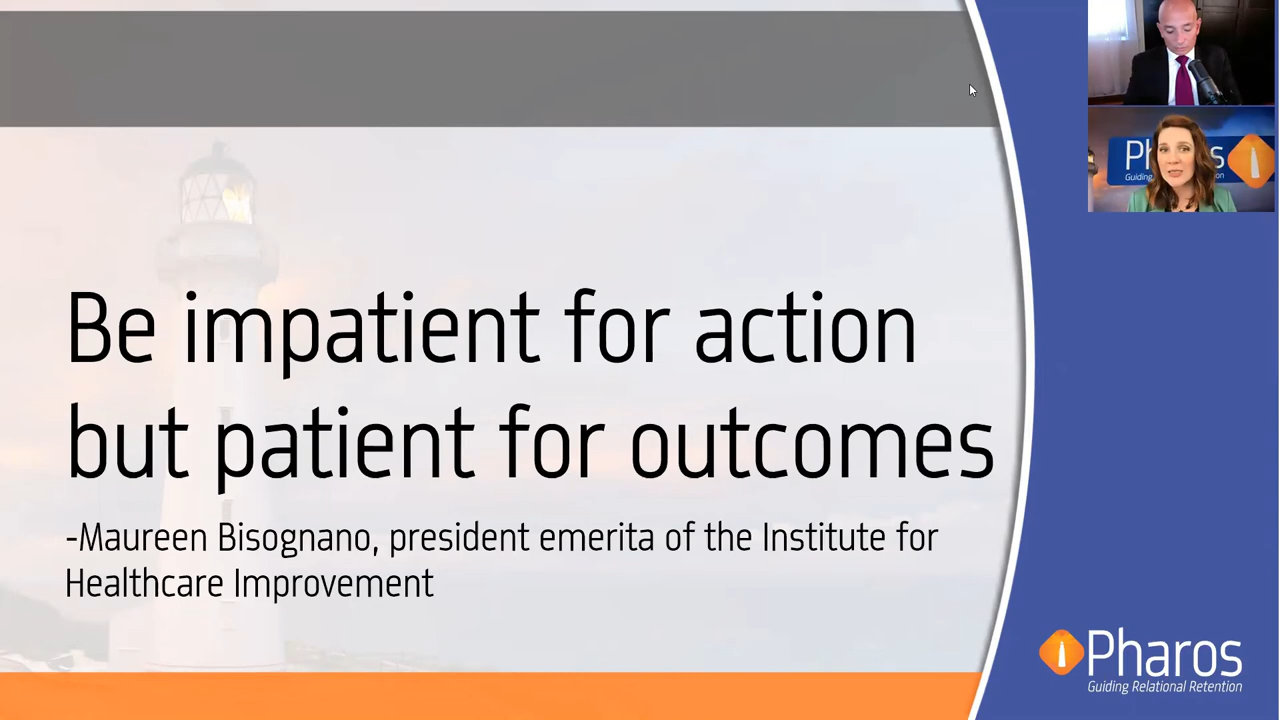 Be impatient for action
but patient for outcomes
-Maureen Bisognano, president emerita of the Institute for
Healthcare Improvement
Pharos
Guiding Relational Retention